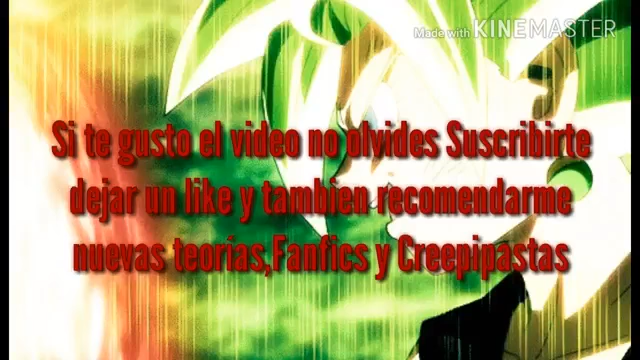 Made with KINEMASTER
Si te gusto el video no olvides Suscribirte
dejar un like y tambien recomendarme
nuevas teorias,Fanfics y Creepipastas